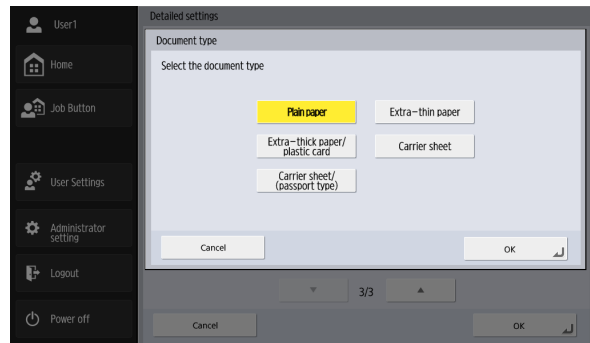 User1
Home
Job Button
User Settings
Administrator
setting
Logout
Power off
Detailed settings
Document type
Select the document type
Plain paper
Extra-thin paper
Extra-thick paper/
plastic card
Carrier sheet
Carrier sheet/
(passport type)
Cancel
OK
3/3
Cancel
OK